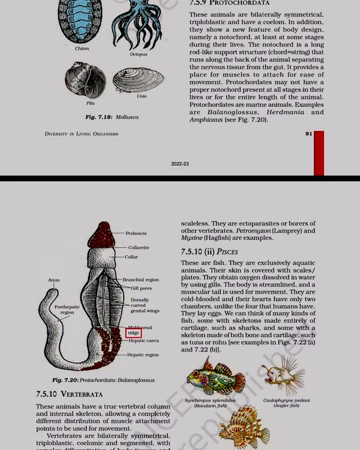 Chiton
Octopus
Pila
Unio
Fig. 7.18: Mollusca
7.5.9 PROTOCHORDATA
These animals are bilaterally symmetrical,
triploblastic and have a coelom. In addition,
they show a new feature of body design,
namely a notochord, at least at some stages
during their lives. The notochord is a long
rod-like support structure (chord=string) that
runs along the back of the animal separating
the nervous tissue from the gut. It provides a
place for muscles to attach for ease of
movement. Protochordates may not have a
proper notochord present at all stages in their
lives or for the entire length of the animal.
Protochordates are marine animals. Examples
are Balanoglossus, Herdmania and
Amphioxus (see Fig. 7.20).
DIVERSITY IN LIVING ORGANISMS
91
2022-23
Proboscis
Collarette
Collar
Branchial region
Gill pores
Dorsally
curved
genital wings
Anus
Posthepatic
region
ridge
Hepatic caeca
Hepatic region
Fig. 7.20: Protochordata: Balanoglossus
7.5.10 VERTEBRATA
These animals have a true vertebral column
and internal skeleton, allowing a completely
different distribution of muscle attachment
points to be used for movement.
Vertebrates are bilaterally symmetrical,
triploblastic, coelomic and segmented, with
scaleless. They are ectoparasites or borers of
other vertebrates. Petromyzon (Lamprey) and
Myxine (Hagfish) are examples.
7.5.10 (ii) PISCES
These are fish. They are exclusively aquatic
animals. Their skin is covered with scales/
plates. They obtain oxygen dissolved in water
by using gills. The body is streamlined, and a
muscular tail is used for movement. They are
cold-blooded and their hearts have only two
chambers, unlike the four that humans have.
They lay eggs. We can think of many kinds of
fish, some with skeletons made entirely of
cartilage, such as sharks, and some with a
skeleton made of both bone and cartilage, such
as tuna or rohu [see examples in Figs. 7.22 (a)
and 7.22 (b)].
Synchiropus splendidus
(Mandarin fish)
Caulophyryne jordani
(Angler fish)